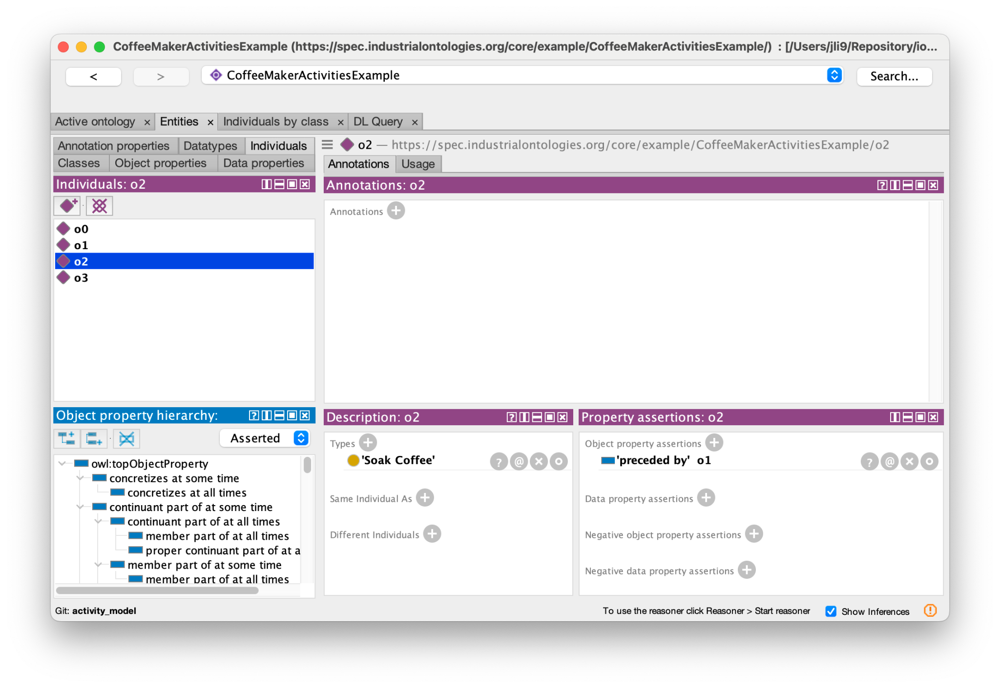 CoffeeMakerActivitiesExample (https://spec.industrialontologies.org/core/example/CoffeeMakerActivitiesExample/) : [/Users/jli9/Repository/io...
<
>
CoffeeMakerActivitiesExample
Search...
Active ontology ×
Entities ×
Individuals by class ×
DL Query ×
Annotation properties
Datatypes
Individuals
Classes
Object properties
Data properties
o2 — https://spec.industrialontologies.org/core/example/CoffeeMakerActivitiesExample/o2
Annotations
Usage
Individuals: o2
o0
o1
o2
o3
Annotations: o2
Annotations
Object property hierarchy:
Asserted
owl:topObjectProperty
concretizes at some time
concretizes at all times
continuant part of at some time
continuant part of at all times
member part of at all times
proper continuant part of at a
member part of at some time
member part of at all times
Description: o2
Types
'Soak Coffee'
Same Individual As
Different Individuals
Property assertions: o2
Object property assertions
'preceded by' o1
Data property assertions
Negative object property assertions
Negative data property assertions
Git: activity_model
To use the reasoner click Reasoner > Start reasoner
Show Inferences